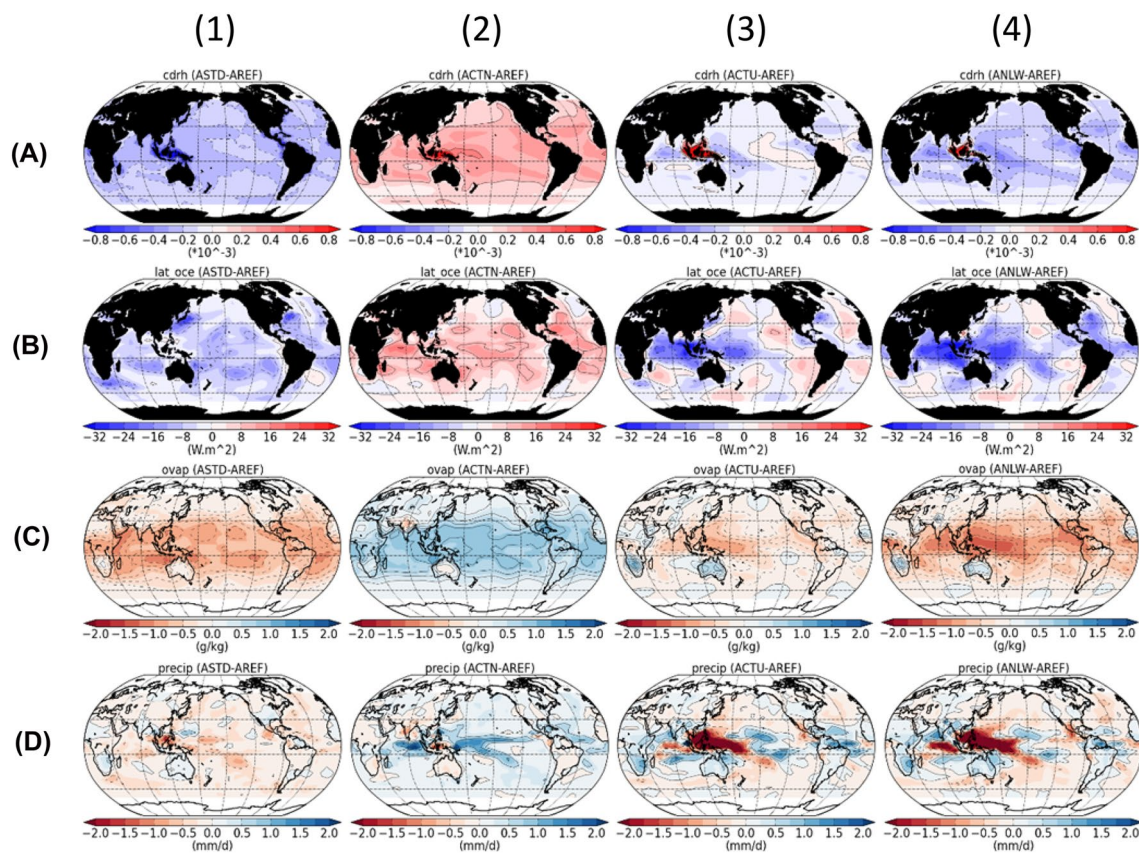 (1) (2) (3) (4)
cdrh (ASTD-AREF) cdrh (ACTN-AREF) cdrh (ACTU-AREF) cdrh (ANLW-AREF)
(A)
−0.8 −0.6 −0.4 −0.2 0 0.2 0.4 0.6 0.8 −0.8 −0.6 −0.4 −0.2 0 0.2 0.4 0.6 0.8 −0.8 −0.6 −0.4 −0.2 0 0.2 0.4 0.6 0.8 −0.8 −0.6 −0.4 −0.2 0 0.2 0.4 0.6 0.8
(*10^-3) (*10^-3) (*10^-3) (*10^-3)
lat_oce (ASTD-AREF) lat_oce (ACTN-AREF) lat_oce (ACTU-AREF) lat_oce (ANLW-AREF)
(B)
−32 −24 −16 −8 0 8 16 24 32 −32 −24 −16 −8 0 8 16 24 32 −32 −24 −16 −8 0 8 16 24 32 −32 −24 −16 −8 0 8 16 24 32
(W.m^2) (W.m^2) (W.m^2) (W.m^2)
ovap (ASTD-AREF) ovap (ACTN-AREF) ovap (ACTU-AREF) ovap (ANLW-AREF)
(C)
−2.0 −1.5 −1.0 −0.5 0.0 0.5 1.0 1.5 2.0 −2.0 −1.5 −1.0 −0.5 0.0 0.5 1.0 1.5 2.0 −2.0 −1.5 −1.0 −0.5 0.0 0.5 1.0 1.5 2.0 −2.0 −1.5 −1.0 −0.5 0.0 0.5 1.0 1.5 2.0
(g/kg) (g/kg) (g/kg) (g/kg)
precip (ASTD-AREF) precip (ACTN-AREF) precip (ACTU-AREF) precip (ANLW-AREF)
(D)
−2.0 −1.5 −1.0 −0.5 0.0 0.5 1.0 1.5 2.0 −2.0 −1.5 −1.0 −0.5 0.0 0.5 1.0 1.5 2.0 −2.0 −1.5 −1.0 −0.5 0.0 0.5 1.0 1.5 2.0 −2.0 −1.5 −1.0 −0.5 0.0 0.5 1.0 1.5 2.0
(mm/d) (mm/d) (mm/d) (mm/d)